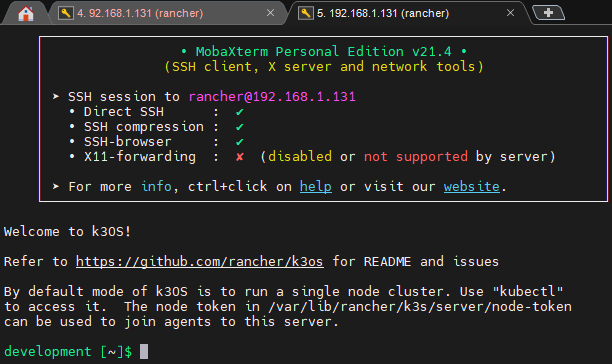 4. 92.168.1.131 (rancher)
5. 192.168.1.131 (rancher)
• MobaXterm Personal Edition v21.4 •
(SSH client, X server and network tools)
➤ SSH session to rancher@192.168.1.131
• Direct SSH : ✔
• SSH compression : ✔
• SSH-browser : ✔
• X11-forwarding : ✘ (disabled or not supported by server)
➤ For more info, ctrl+click on help or visit our website.
Welcome to k3OS!
Refer to https://github.com/rancher/k3os for README and issues
By default mode of k3OS is to run a single node cluster. Use "kubectl"
to access it. The node token in /var/lib/rancher/k3s/server/node-token
can be used to join agents to this server.
development [~]$